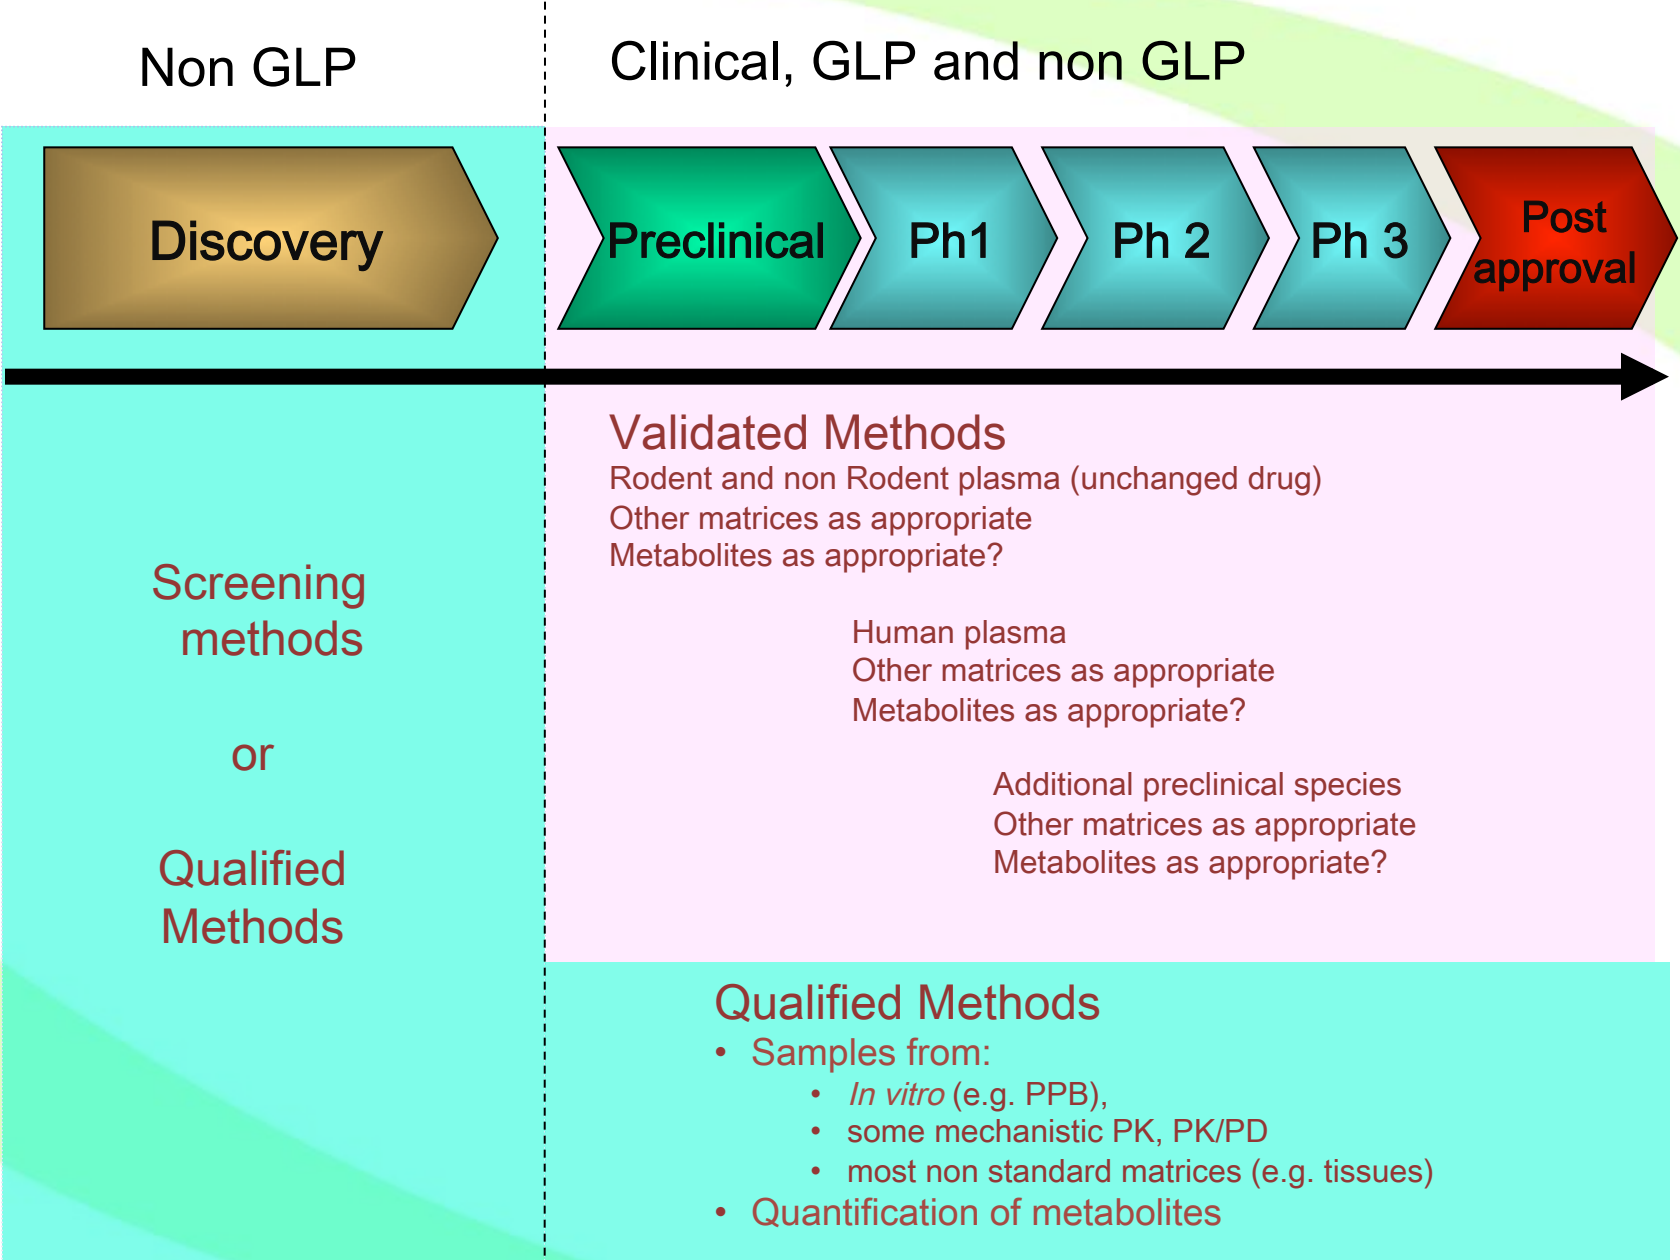 Non GLP
Clinical, GLP and non GLP
Discovery
Preclinical
Ph1
Ph 2
Ph 3
Post
approval
Screening
methods
or
Qualified
Methods
Validated Methods
Rodent and non Rodent plasma (unchanged drug)
Other matrices as appropriate
Metabolites as appropriate?
Human plasma
Other matrices as appropriate
Metabolites as appropriate?
Additional preclinical species
Other matrices as appropriate
Metabolites as appropriate?
Qualified Methods
• Samples from:
• In vitro (e.g. PPB),
• some mechanistic PK, PK/PD
• most non standard matrices (e.g. tissues)
• Quantification of metabolites